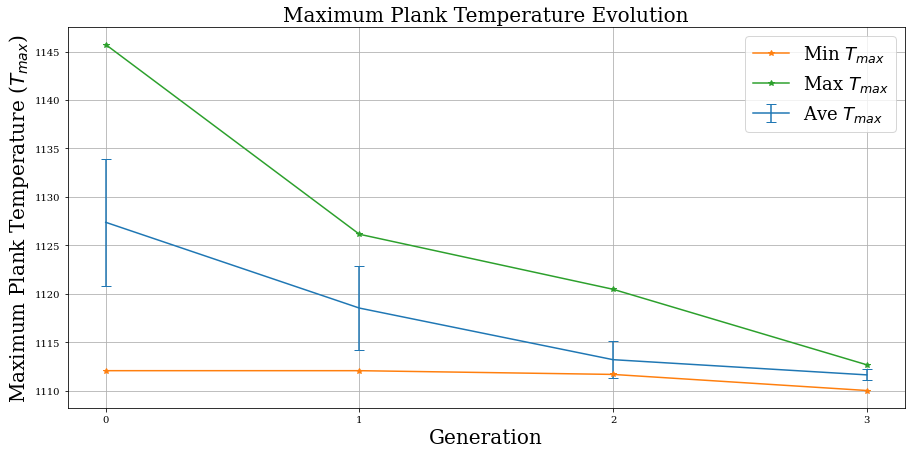 Maximum Plank Temperature Evolution
Maximum Plank Temperature (T_max)
1145
1140
1135
1130
1125
1120
1115
1110
Min T_max
Max T_max
Ave T_max
0 1 2 3
Generation